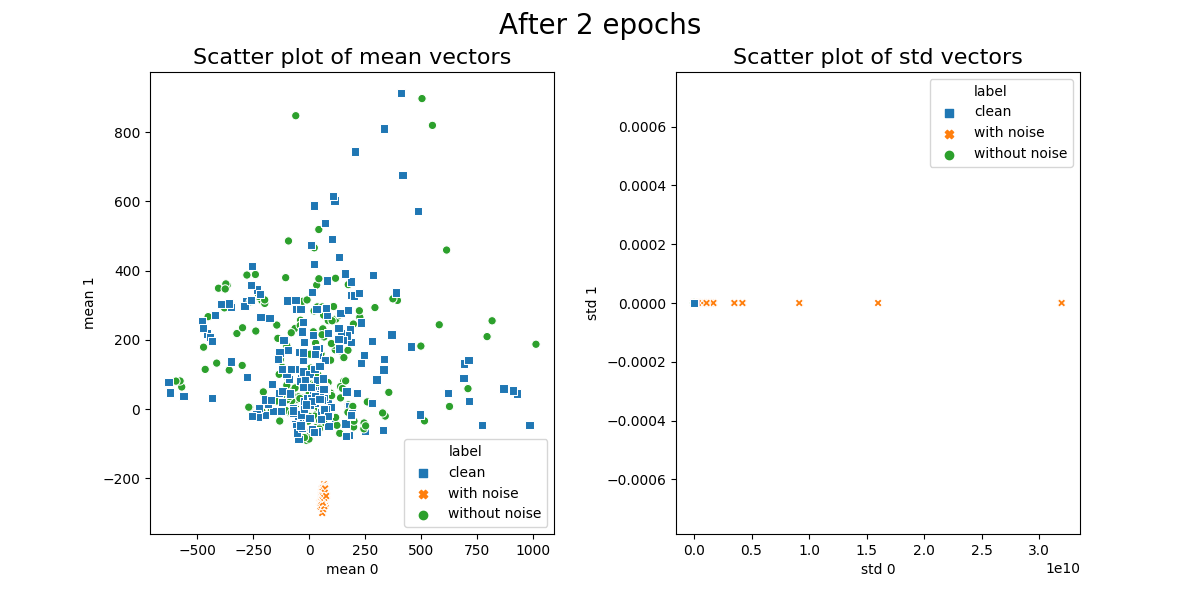 After 2 epochs
Scatter plot of mean vectors
800
600
400
200
0
−200
mean 1
−500
−250
0
250
500
750
1000
mean 0
label
clean
with noise
without noise
Scatter plot of std vectors
label
clean
with noise
without noise
0.0006
0.0004
0.0002
0.0000
−0.0002
−0.0004
−0.0006
std 1
0.0
0.5
1.0
1.5
2.0
2.5
3.0
1e10
std 0